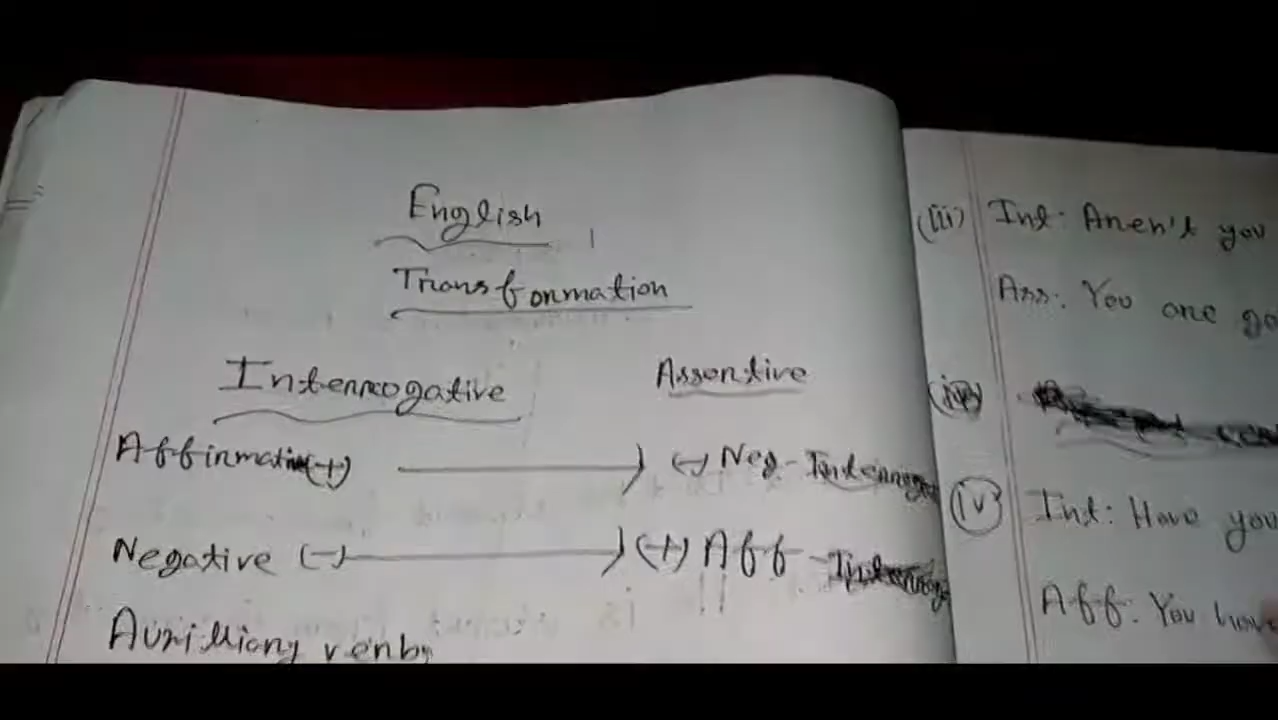 English
Transformation
Interrogative Assertive
Affirmative (+) → (-) Neg-
Negative (-) → (+) Aff-
Auxiliary verb
(iii) Int: Aren't you
Ass: You are
(iv) Int: Have you
Aff: You have